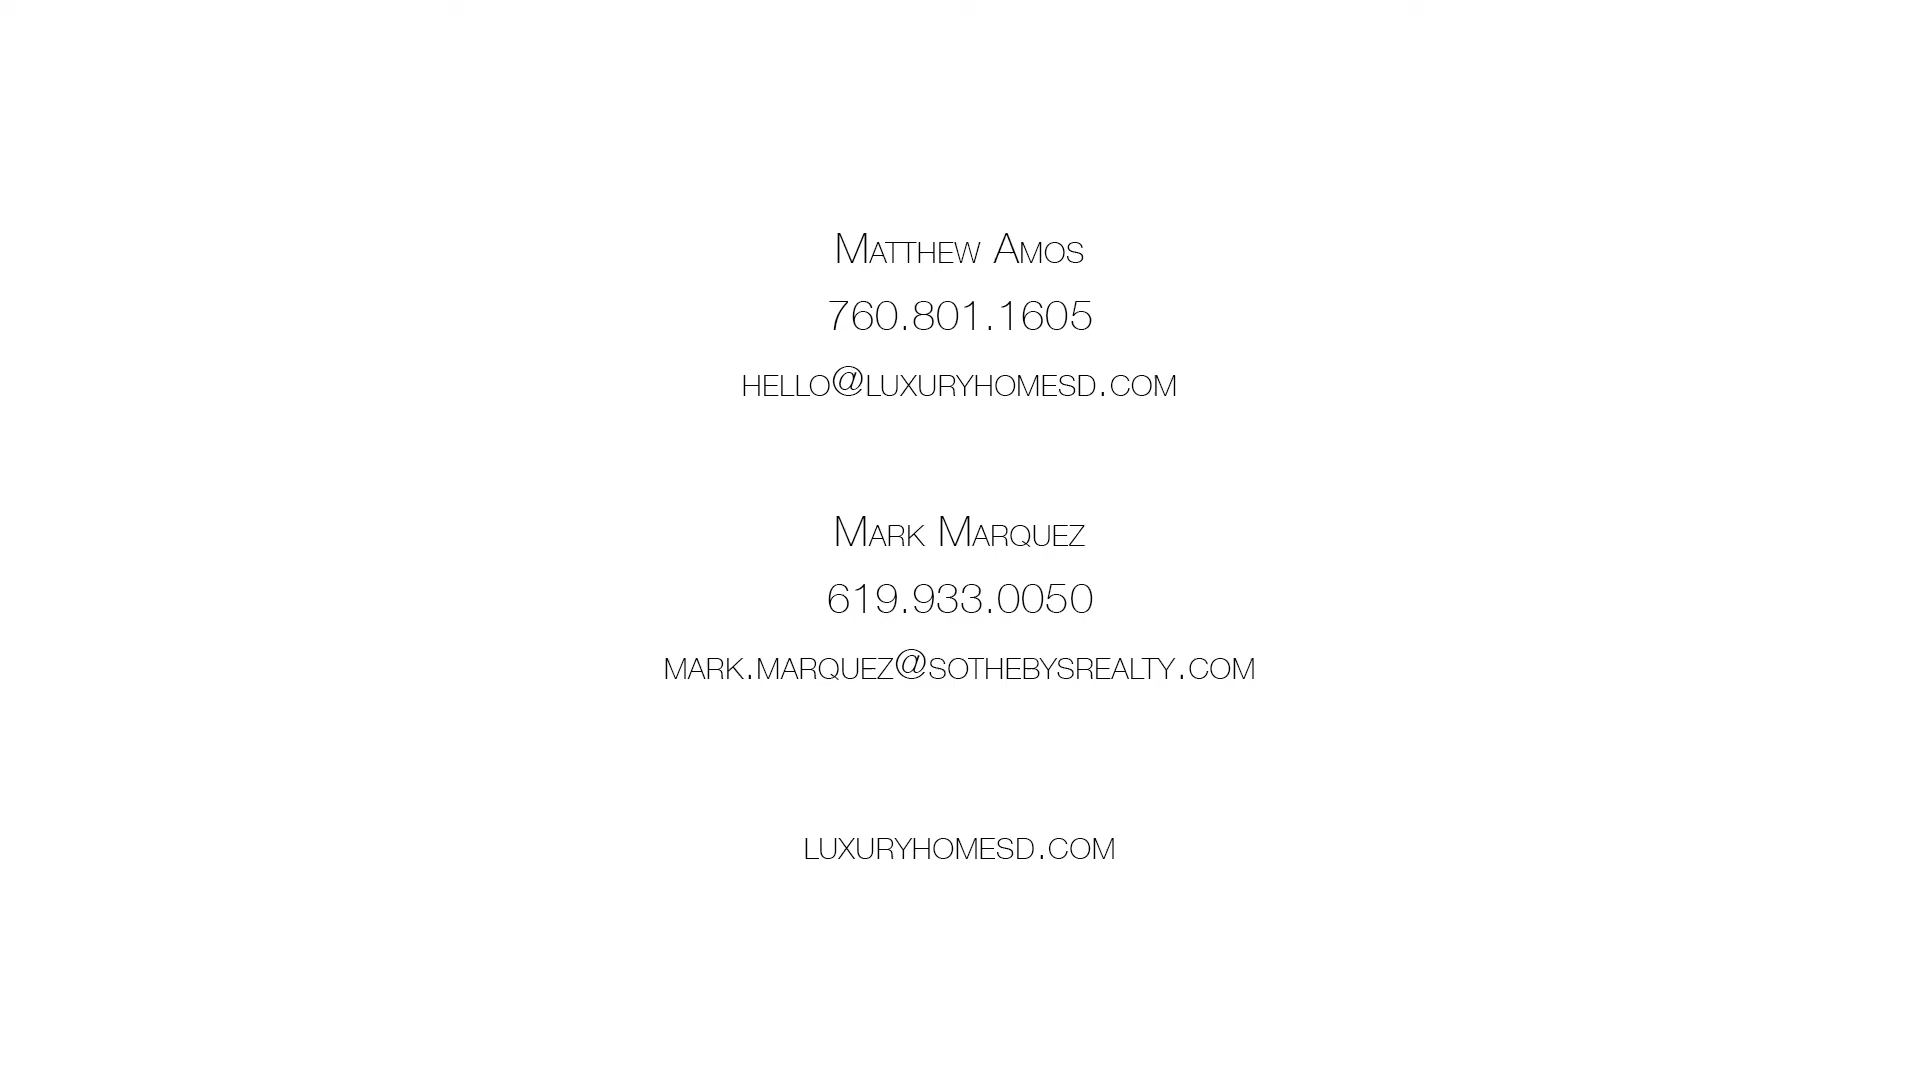 Matthew Amos
760.801.1605
hello@luxuryhomesd.com
Mark Marquez
619.933.0050
mark.marquez@sothebysrealty.com
luxuryhomesd.com